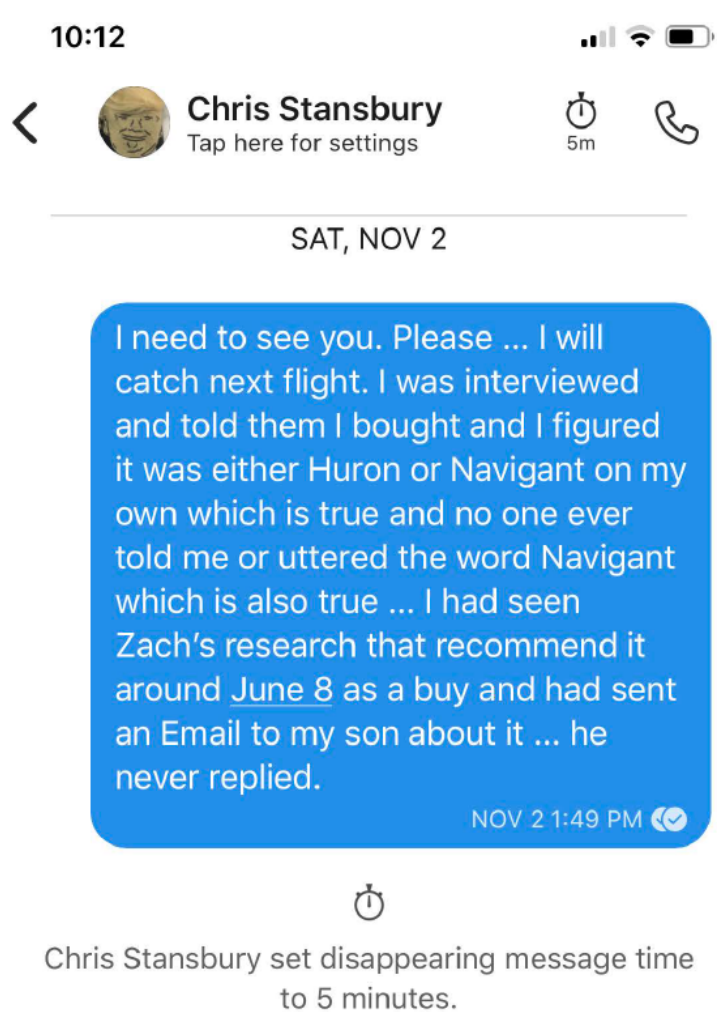 10:12
Chris Stansbury
Tap here for settings
5m
SAT, NOV 2
I need to see you. Please ... I will
catch next flight. I was interviewed
and told them I bought and I figured
it was either Huron or Navigant on my
own which is true and no one ever
told me or uttered the word Navigant
which is also true ... I had seen
Zach’s research that recommend it
around June 8 as a buy and had sent
an Email to my son about it ... he
never replied.
NOV 2 1:49 PM
Chris Stansbury set disappearing message time
to 5 minutes.